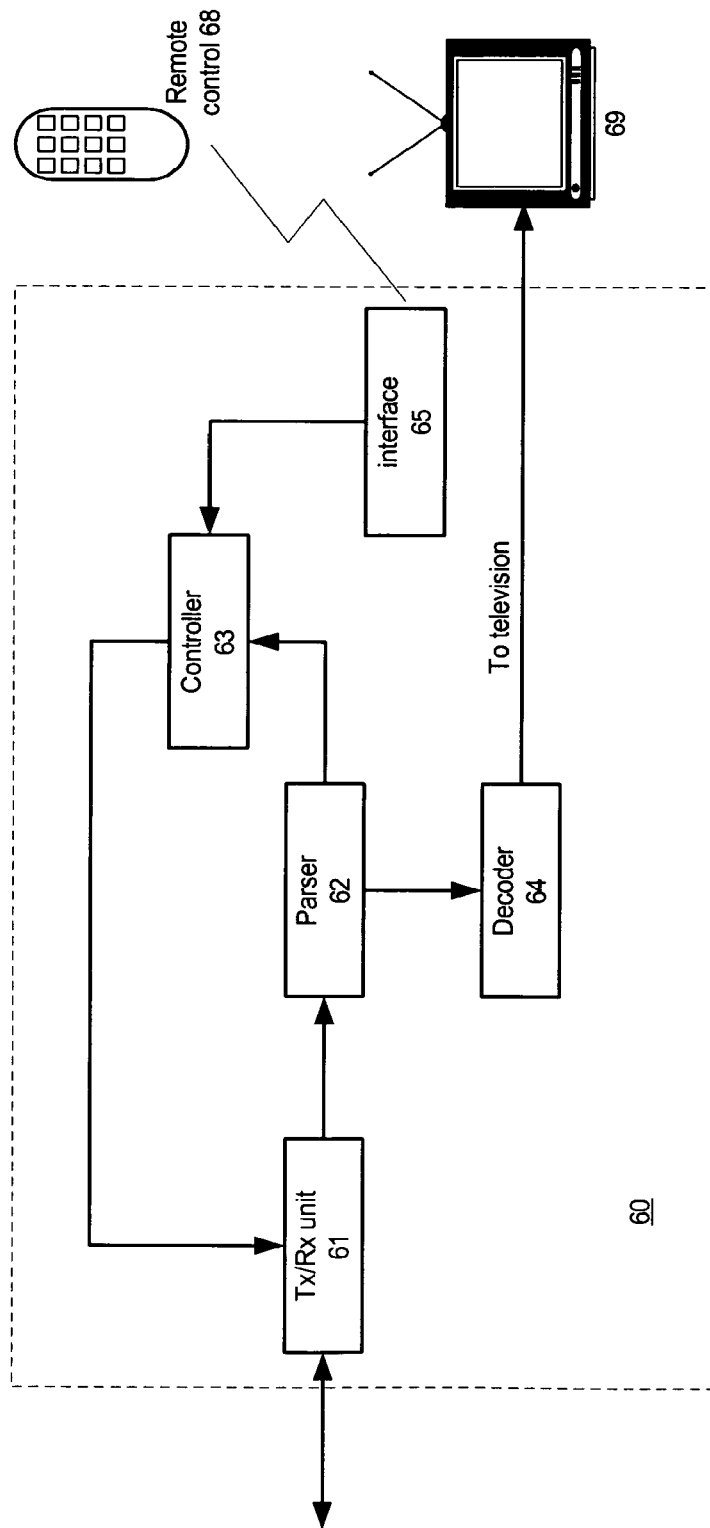 Remote
control 68
69
interface
65
Controller
63
To television
Parser
62
Decoder
64
Tx/Rx unit
61
60